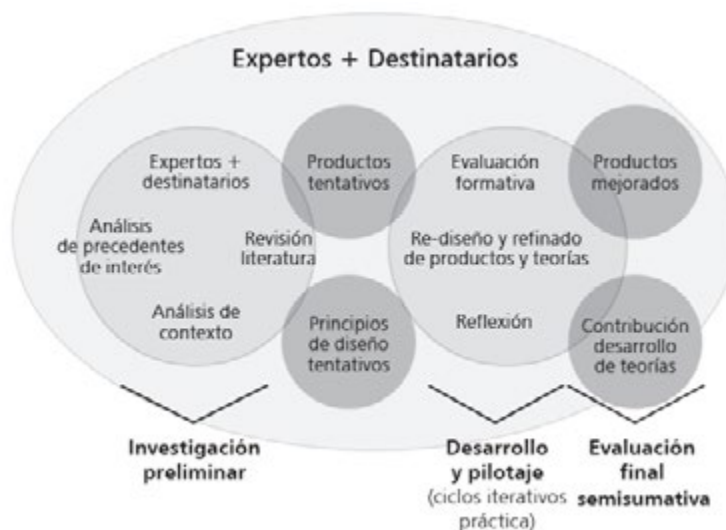 Expertos + Destinatarios
Expertos +
destinatarios
Análisis
de precedentes
de interés
Revisión
literatura
Análisis de
contexto
Productos
tentativos
Principios
de diseño
tentativos
Evaluación
formativa
Re-diseño y refinado
de productos y teorías
Reflexión
Productos
mejorados
Contribución
desarrollo
de teorías
Investigación
preliminar
Desarrollo
y pilotaje
(ciclos iterativos
práctica)
Evaluación
final
semisumativa